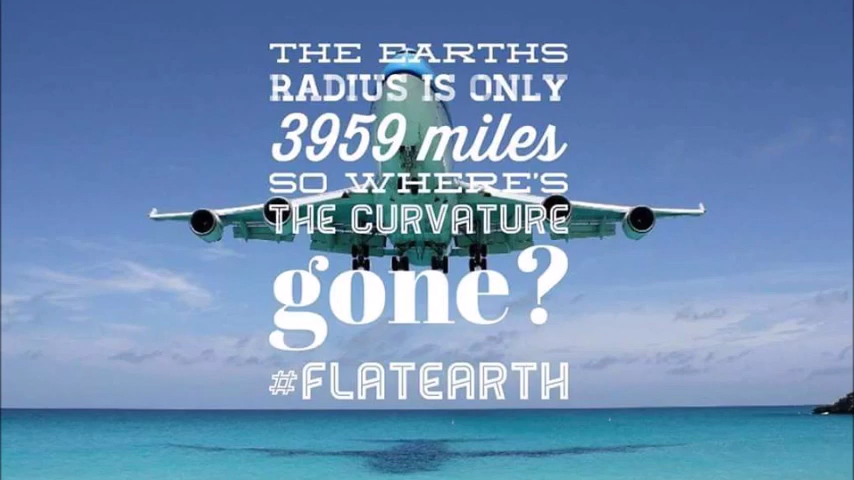 THE EARTHS
RADIUS IS ONLY
3959 miles
SO WHERE'S
THE CURVATURE
gone?
#FLATEARTH